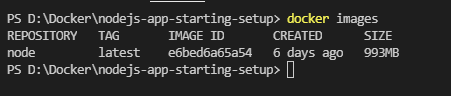 PS D:\Docker\nodejs-app-starting-setup> docker images
REPOSITORY   TAG       IMAGE ID       CREATED      SIZE
node         latest    e6bed6a65a54   6 days ago   993MB
PS D:\Docker\nodejs-app-starting-setup>